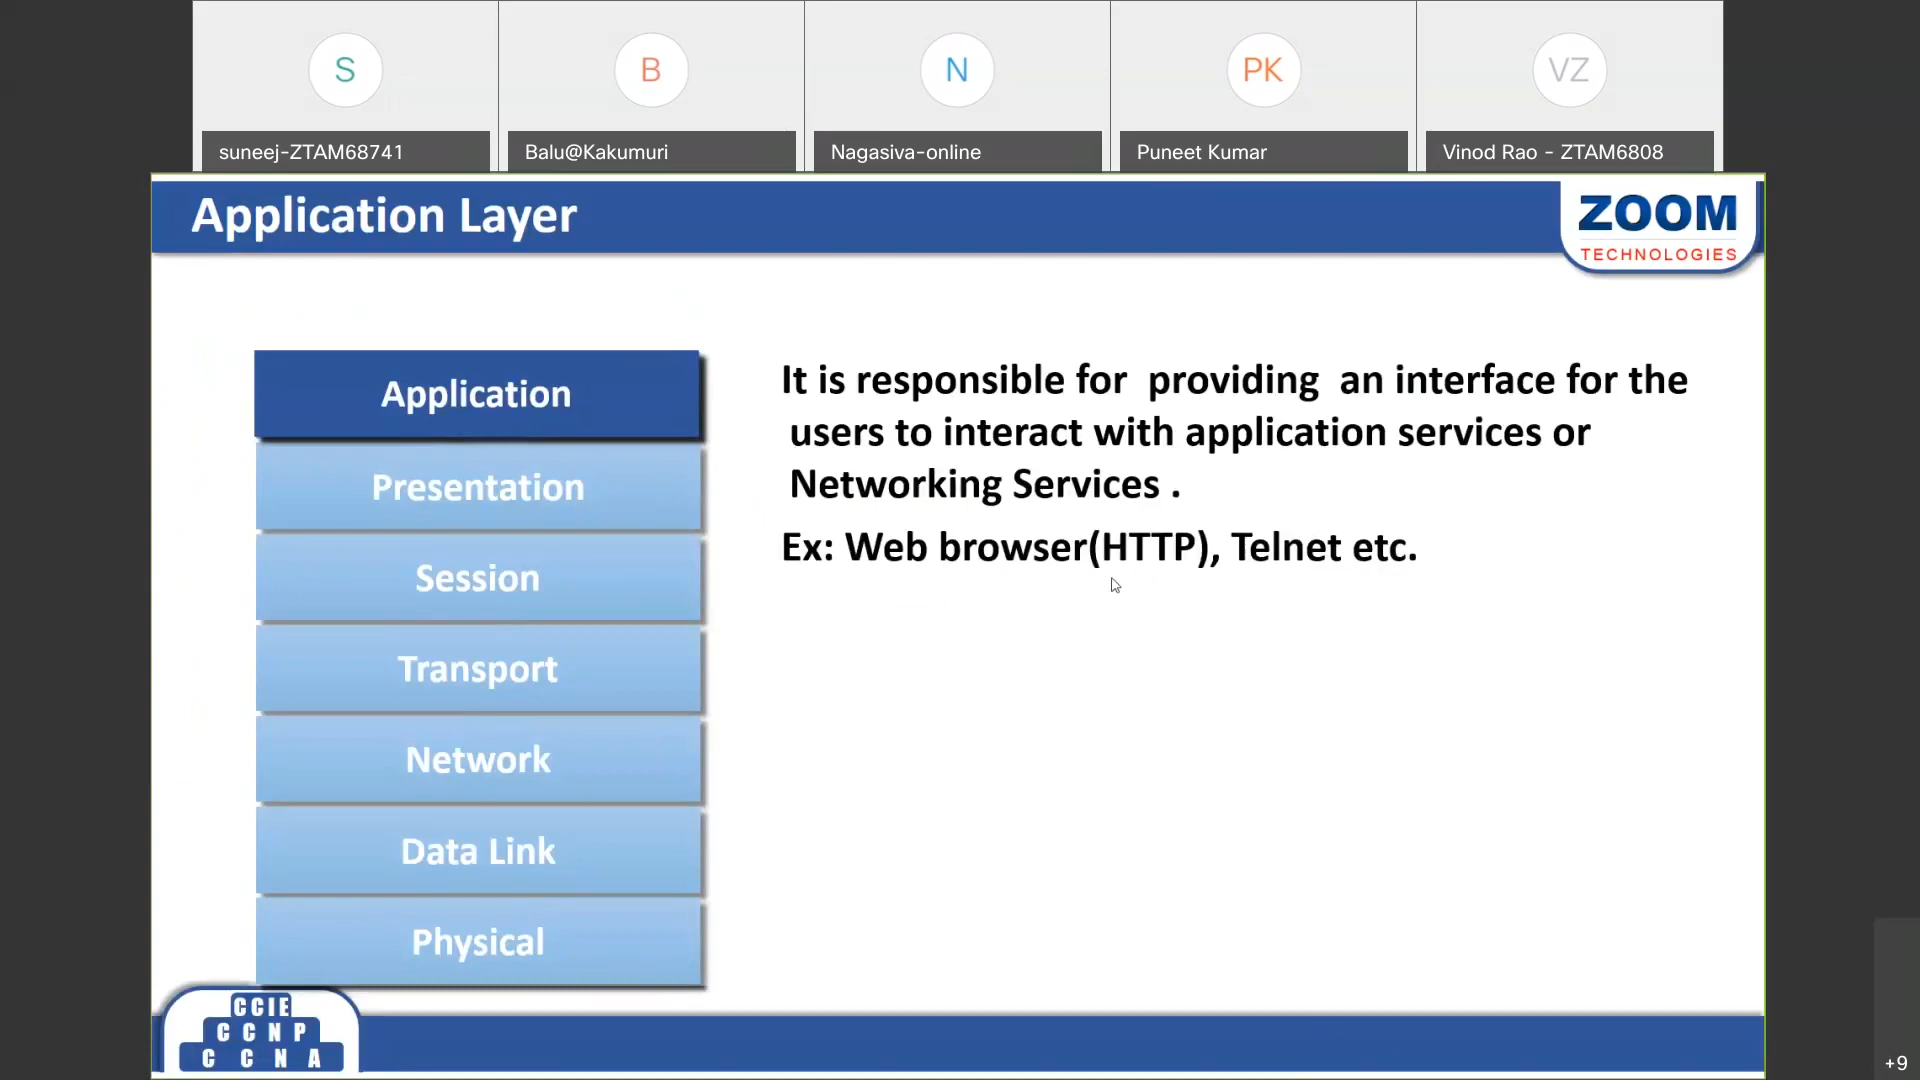 S
B
N
PK
VZ
suneej-ZTAM68741
Balu@Kakumuri
Nagasiva-online
Puneet Kumar
Vinod Rao - ZTAM6808
Application Layer
ZOOM
TECHNOLOGIES
Application
Presentation
Session
Transport
Network
Data Link
Physical
It is responsible for providing an interface for the
users to interact with application services or
Networking Services .
Ex: Web browser(HTTP), Telnet etc.
CCIE
CCNP
CCNA
+9